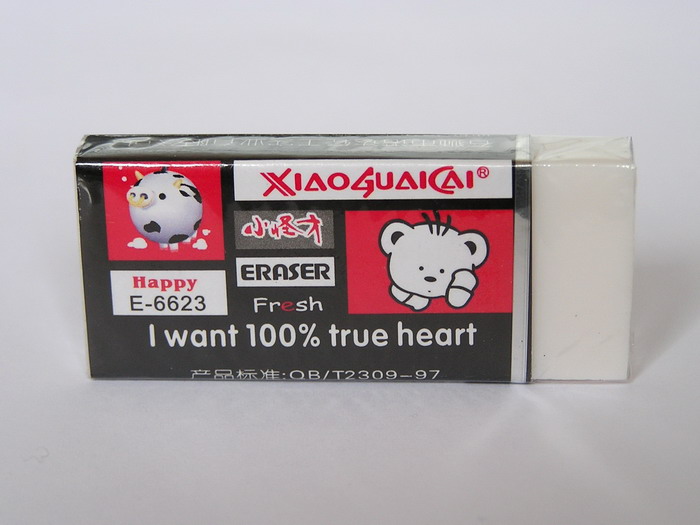 XIAOGUAICAI®
小怪才
ERASER
Happy
E-6623
Fresh
I want 100% true heart
产品标准:QB/T2309-97